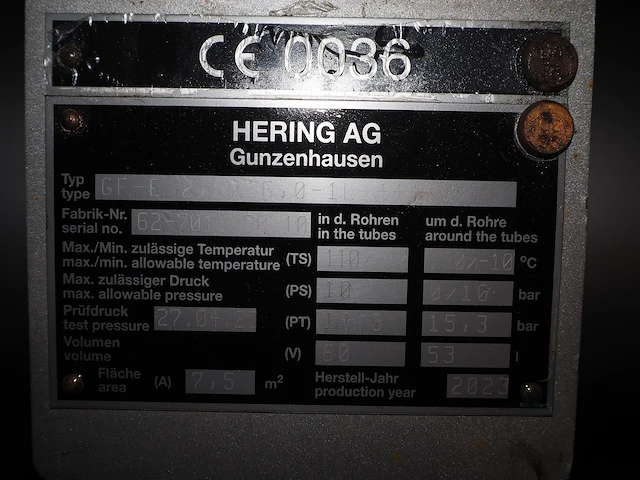 CE 0036
HERING AG
Gunzenhausen
Typ
type
Fabrik-Nr.
serial no.
in d. Rohren
in the tubes
um d. Rohre
around the tubes
Max./Min. zulässige Temperatur
max./min. allowable temperature (TS) °C
Max. zulässiger Druck
max. allowable pressure (PS) 10 bar
Prüfdruck
test pressure (PT) 15,3 bar
Volumen
volume (V) 60 53 l
Fläche
area (A) 7,5 m²
Herstell-Jahr
production year 2023